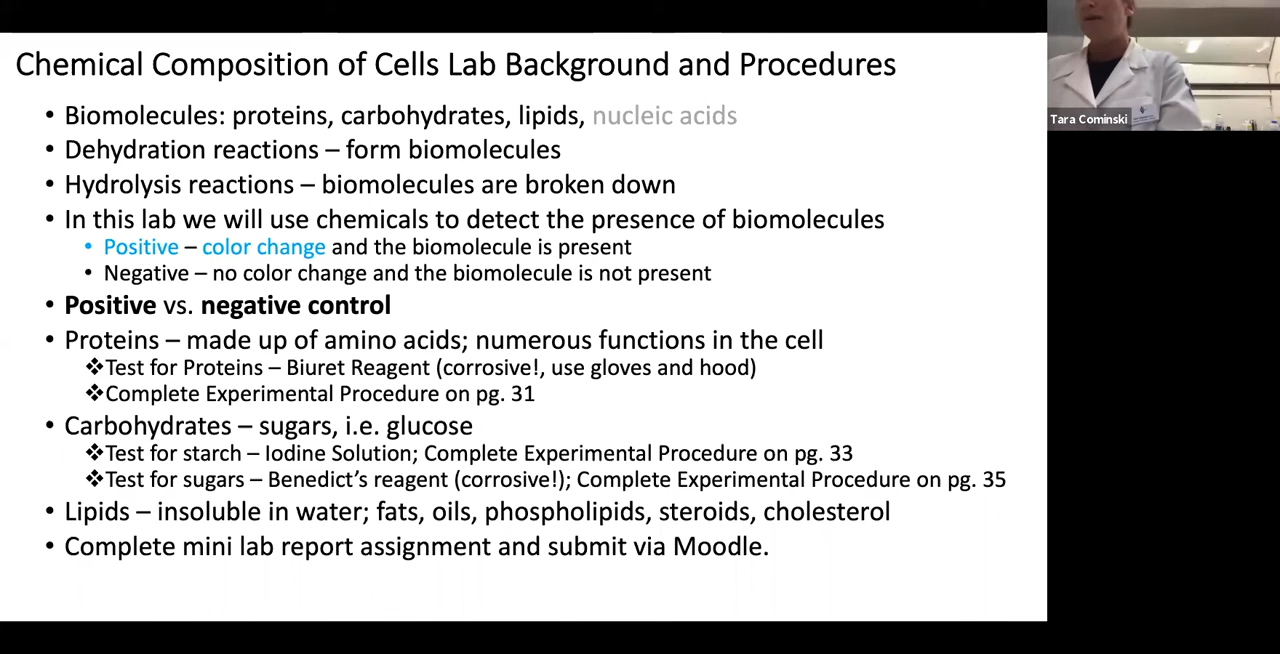 Chemical Composition of Cells Lab Background and Procedures
• Biomolecules: proteins, carbohydrates, lipids, nucleic acids
• Dehydration reactions – form biomolecules
• Hydrolysis reactions – biomolecules are broken down
• In this lab we will use chemicals to detect the presence of biomolecules
• Positive – color change and the biomolecule is present
• Negative – no color change and the biomolecule is not present
• Positive vs. negative control
• Proteins – made up of amino acids; numerous functions in the cell
❖Test for Proteins – Biuret Reagent (corrosive!, use gloves and hood)
❖Complete Experimental Procedure on pg. 31
• Carbohydrates – sugars, i.e. glucose
❖Test for starch – Iodine Solution; Complete Experimental Procedure on pg. 33
❖Test for sugars – Benedict’s reagent (corrosive!); Complete Experimental Procedure on pg. 35
• Lipids – insoluble in water; fats, oils, phospholipids, steroids, cholesterol
• Complete mini lab report assignment and submit via Moodle.
Tara Cominski